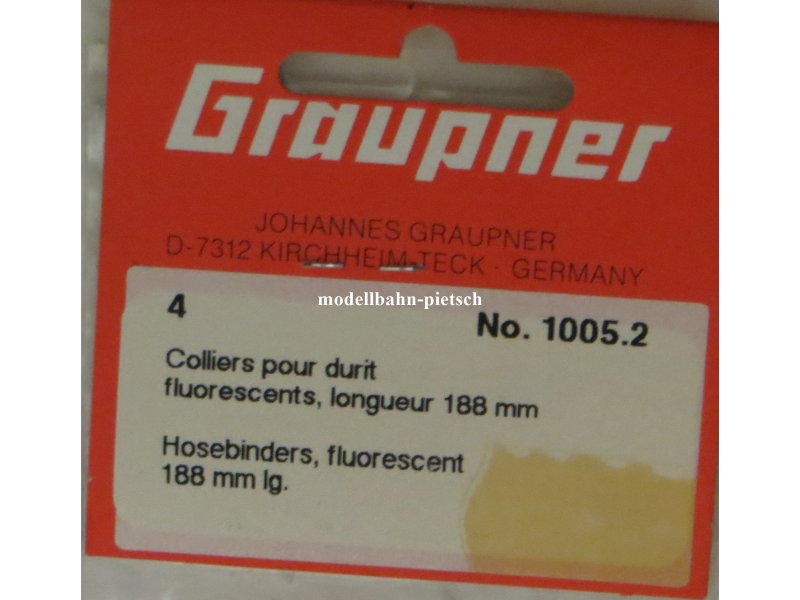 Graupner
JOHANNES GRAUPNER
D-7312 KIRCHHEIM-TECK · GERMANY
modellbahn-pietsch
4
No. 1005.2
Colliers pour durit
fluorescents, longueur 188 mm
Hosebinders, fluorescent
188 mm lg.